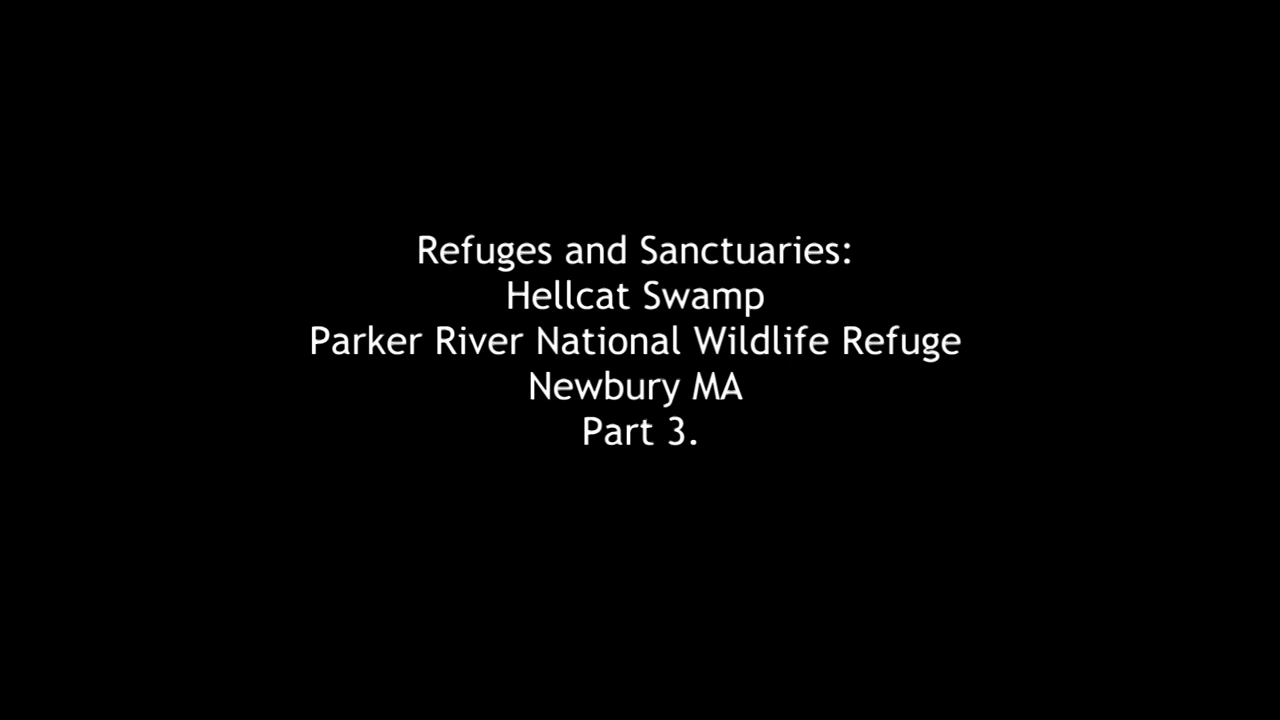 Refuges and Sanctuaries:
Hellcat Swamp
Parker River National Wildlife Refuge
Newbury MA
Part 3.